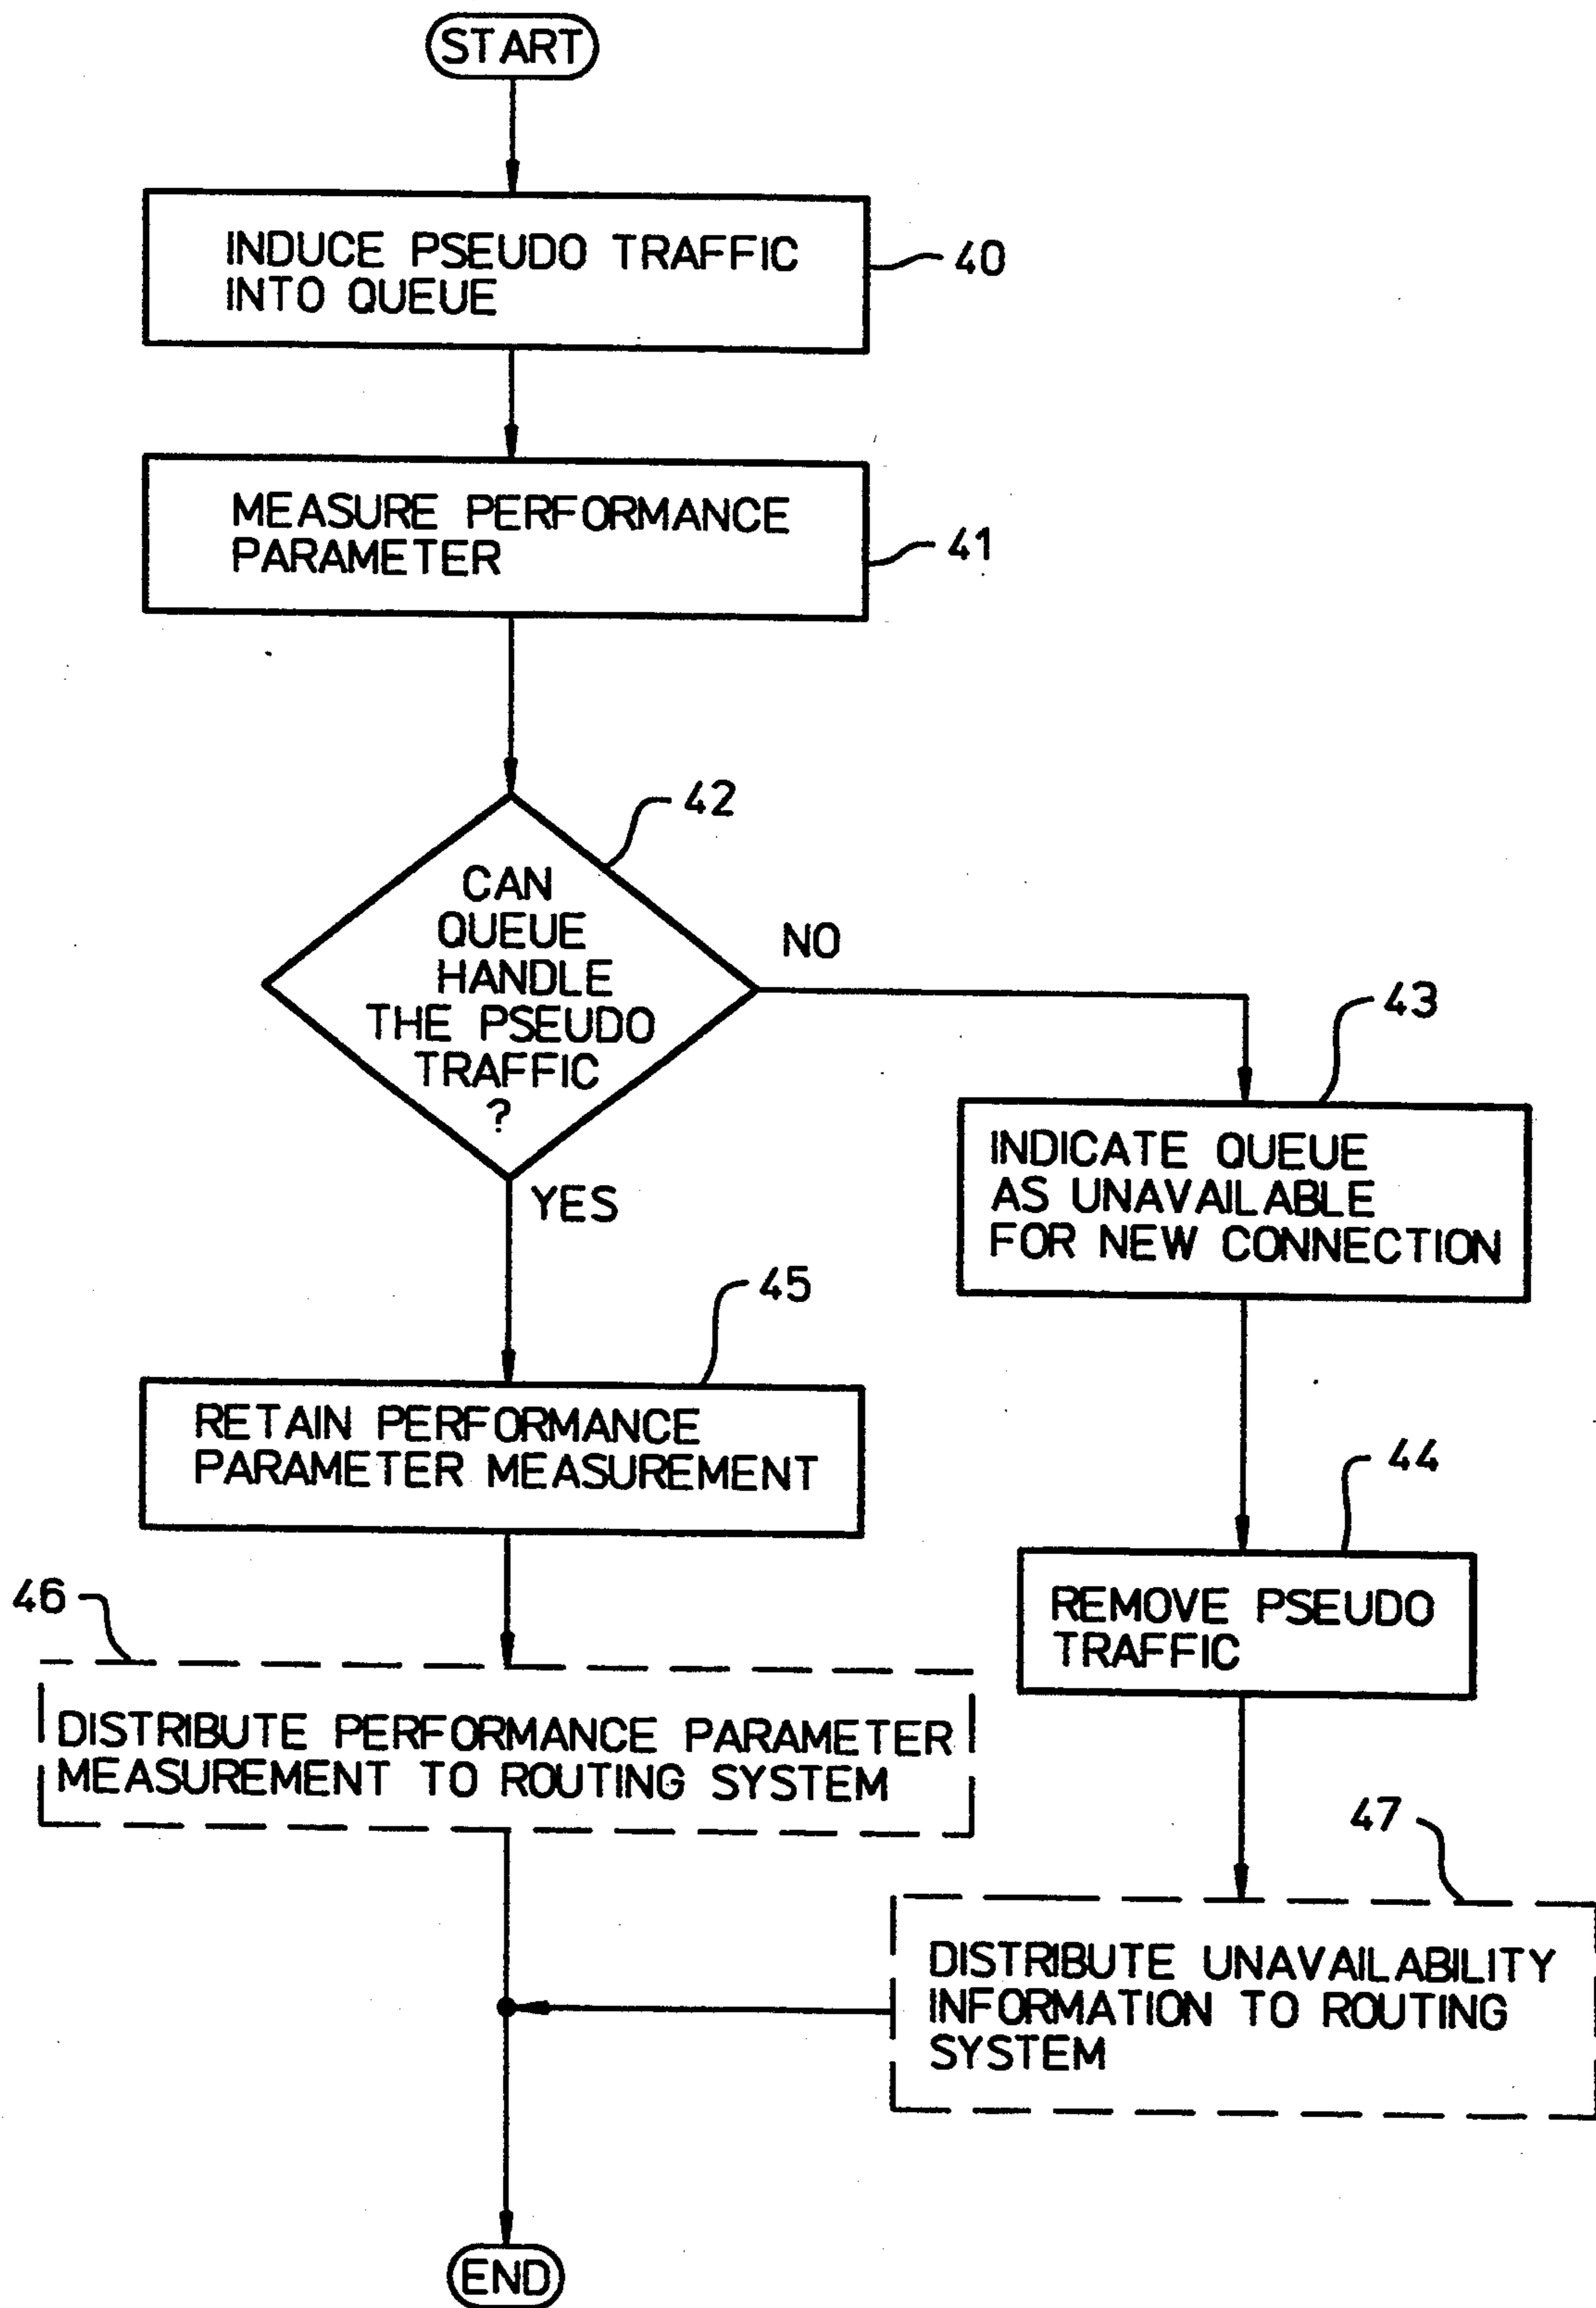 START
INDUCE PSEUDO TRAFFIC
INTO QUEUE
40
MEASURE PERFORMANCE
PARAMETER
41
42
CAN
QUEUE
HANDLE
THE PSEUDO
TRAFFIC
?
NO
YES
43
INDICATE QUEUE
AS UNAVAILABLE
FOR NEW CONNECTION
45
RETAIN PERFORMANCE
PARAMETER MEASUREMENT
44
REMOVE PSEUDO
TRAFFIC
46
DISTRIBUTE PERFORMANCE PARAMETER
MEASUREMENT TO ROUTING SYSTEM
47
DISTRIBUTE UNAVAILABILITY
INFORMATION TO ROUTING
SYSTEM
END